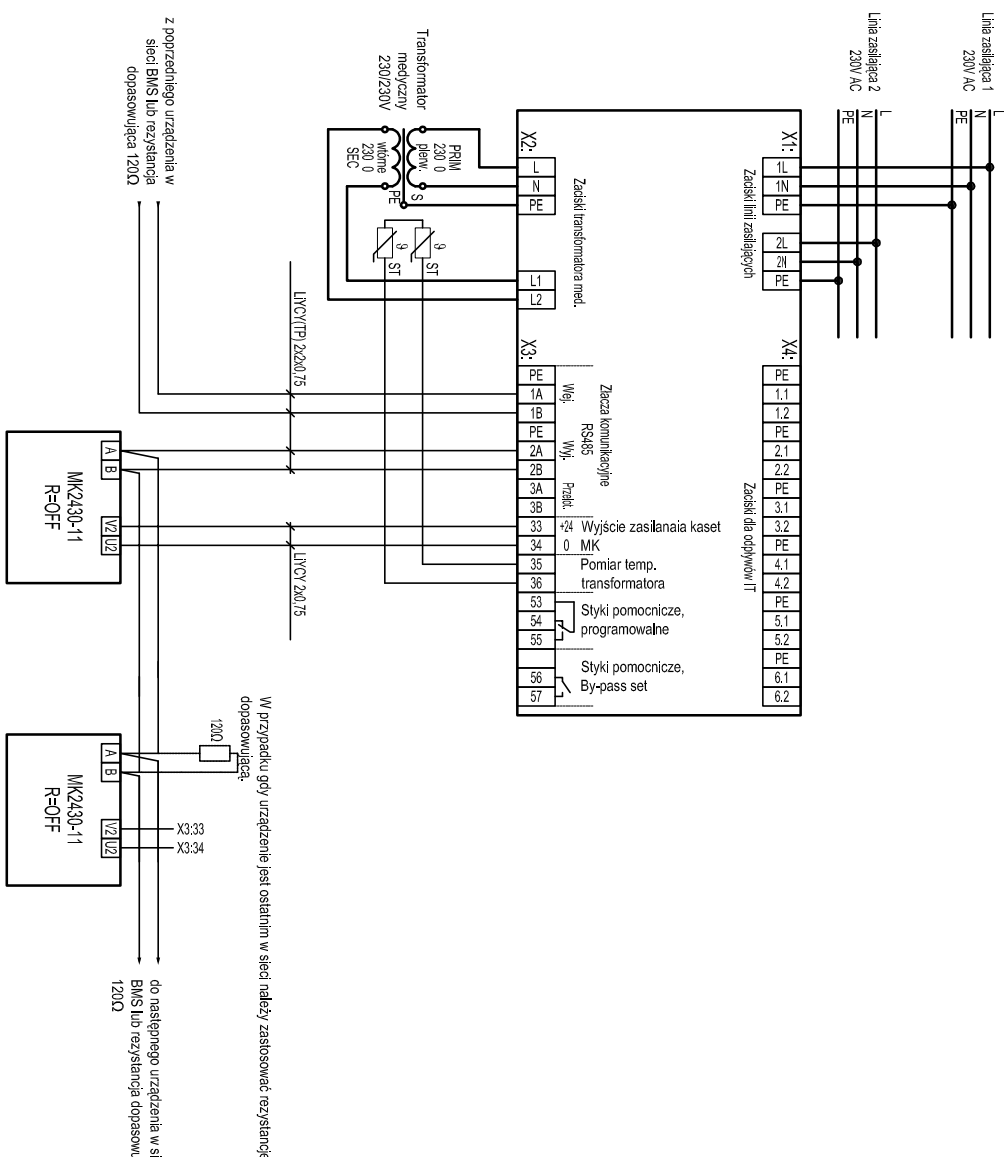 Linia zasilająca 1
230V AC
L
N
PE
Linia zasilająca 2
230V AC
L
N
PE
X1:
1L
1N
PE
2L
2N
PE
Zaciski linii zasilających
X2:
L
N
PE
L1
L2
Zaciski transformatora med.
Transformator
medyczny
230/230V
PRIM
230 0
pierw.
wtórne
230 0
SEC
S
PE
ϑ
ST
ϑ
ST
X3:
PE
1A
1B
PE
2A
2B
3A
3B
33
34
35
36
53
54
55
56
57
Wej.
Wyj.
Przelot.
RS485
Złacza komunikacyjne
+24 Wyjście zasilanaia kaset
0 MK
Pomiar temp.
transformatora
Styki pomocnicze,
programowalne
Styki pomocnicze,
By-pass set
X4:
PE
1.1
1.2
PE
2.1
2.2
PE
3.1
3.2
PE
4.1
4.2
PE
5.1
5.2
PE
6.1
6.2
Zaciski dla odpływów IT
z poprzedniego urządzenia w
sieci BMS lub rezystancja
dopasowująca 120Ω
LiYCY(TP) 2x2x0,75
LiYCY 2x0,75
A
B
V2
U2
MK2430-11
R=OFF
W przypadku gdy urządzenie jest ostatnim w sieci należy zastosować rezystancje
dopasowującą.
120Ω
A
B
V2
U2
X3:33
X3:34
MK2430-11
R=OFF
do następnego urządzenia w
BMS lub rezystancja
120Ω